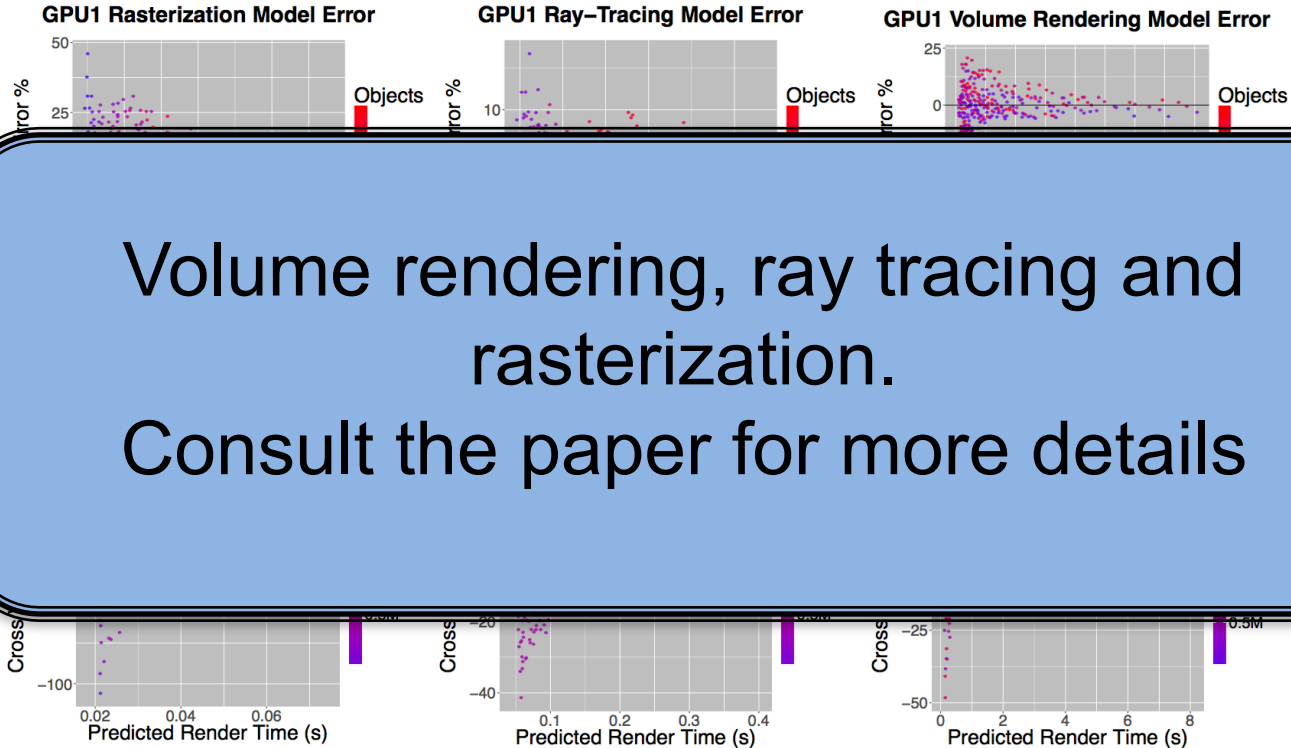 GPU1 Rasterization Model Error
GPU1 Ray−Tracing Model Error
GPU1 Volume Rendering Model Error
50
25
Objects
10
Objects
25
0
Objects
Volume rendering, ray tracing and
rasterization.
Consult the paper for more details
Cross
−100
0.02 0.04 0.06
Predicted Render Time (s)
−20
−40
Cross
0.1 0.2 0.3 0.4
Predicted Render Time (s)
−25
−50
Cross
0.5M
0 2 4 6 8
Predicted Render Time (s)